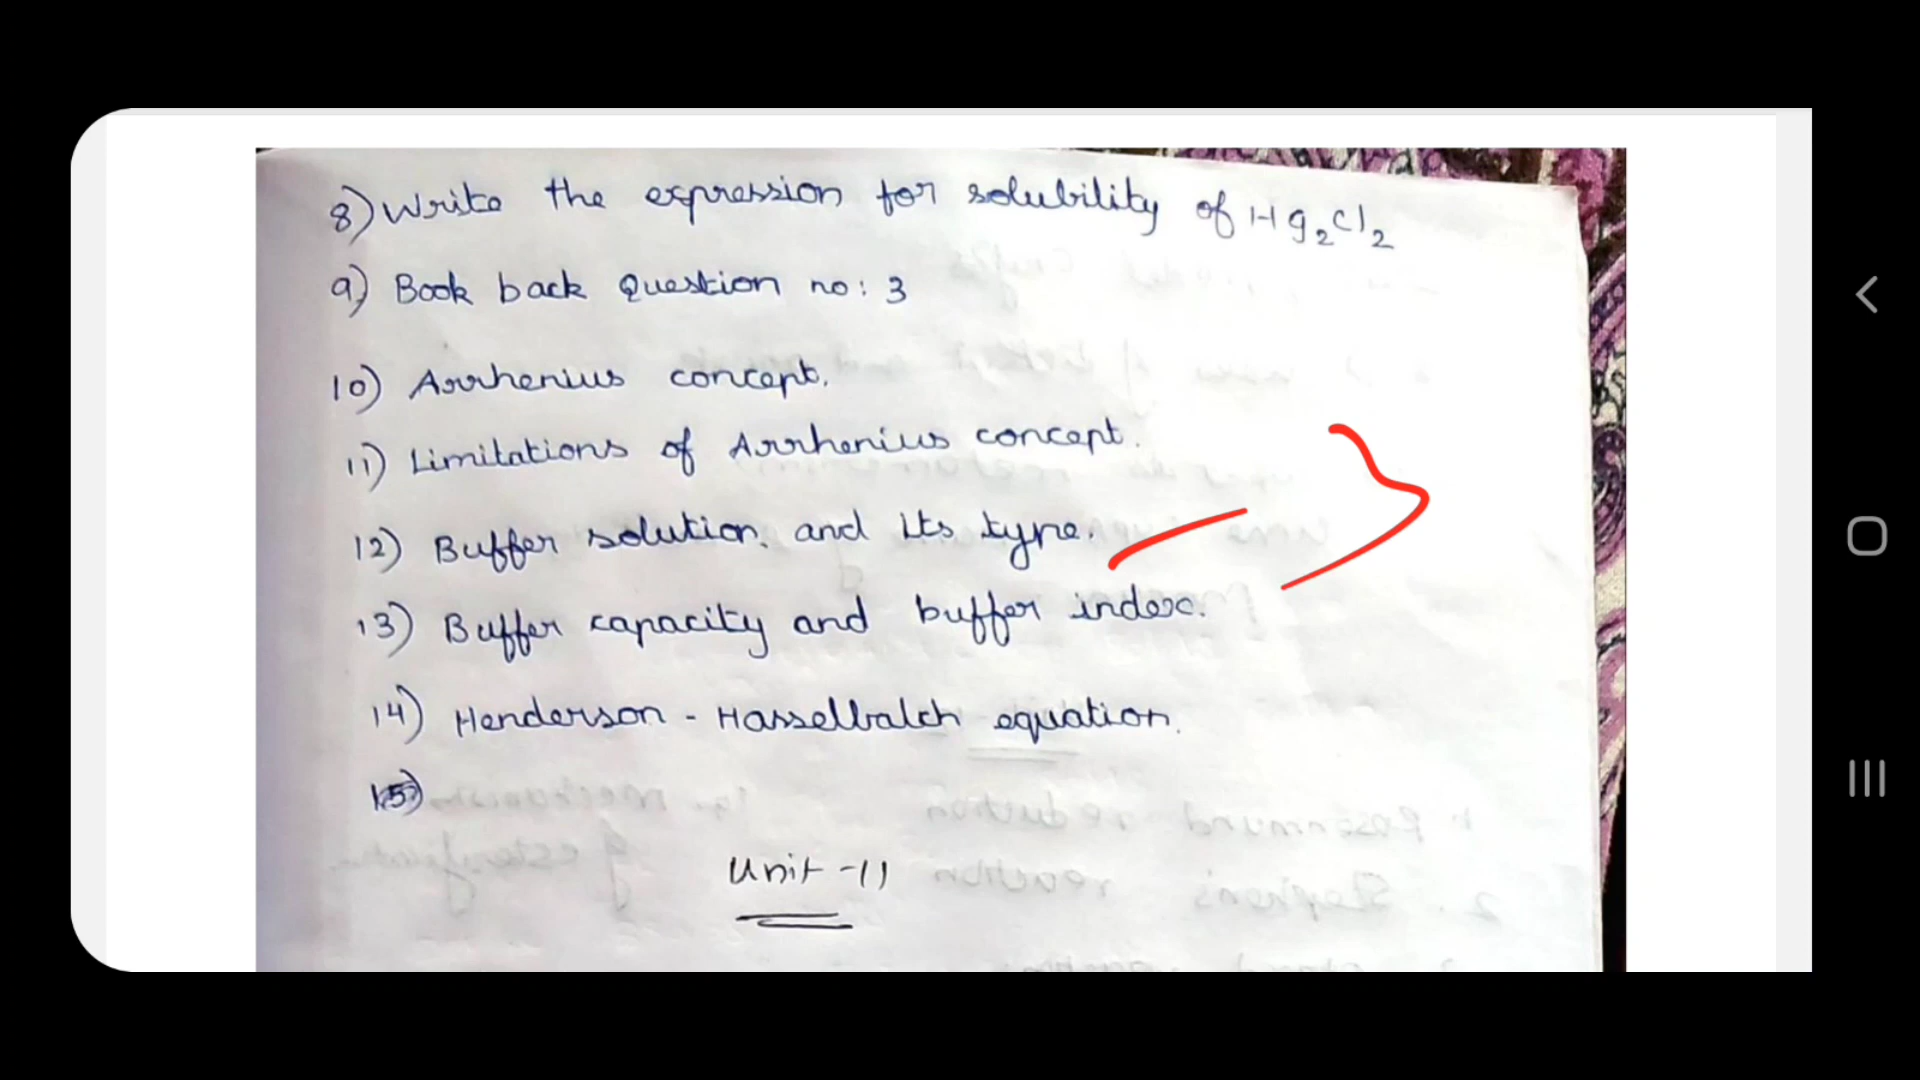 8) Write the expression for solubility of Hg2Cl2
9) Book back Question no: 3
10) Arrhenius concept.
11) Limitations of Arrhenius concept.
12) Buffer solution. and its type.
13) Buffer capacity and buffer index.
14) Henderson - Hasselbalch equation.
15)
Unit - 11